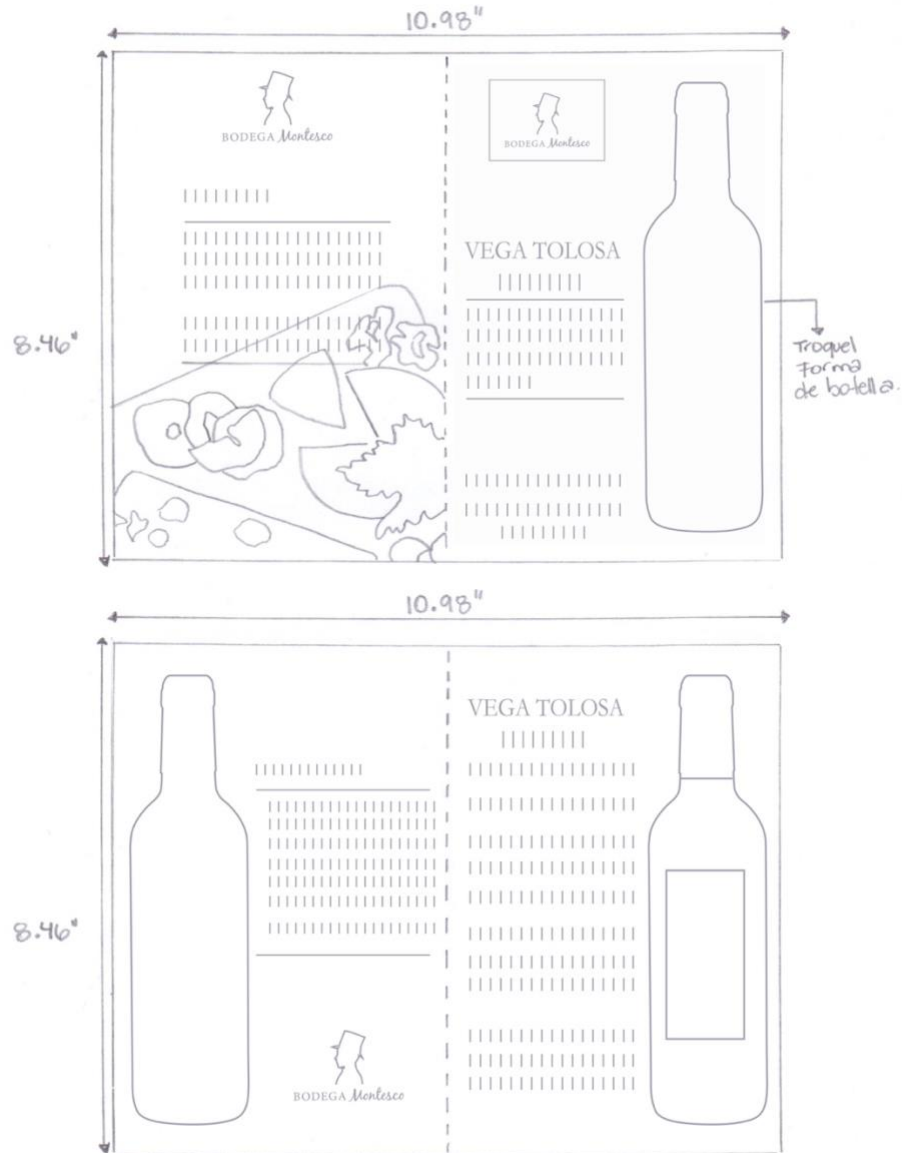 10.98"
8.46"
BODEGA Montesco
BODEGA Montesco
VEGA TOLOSA
Troquel
Forma
de botella.
10.98"
8.46"
BODEGA Montesco
VEGA TOLOSA